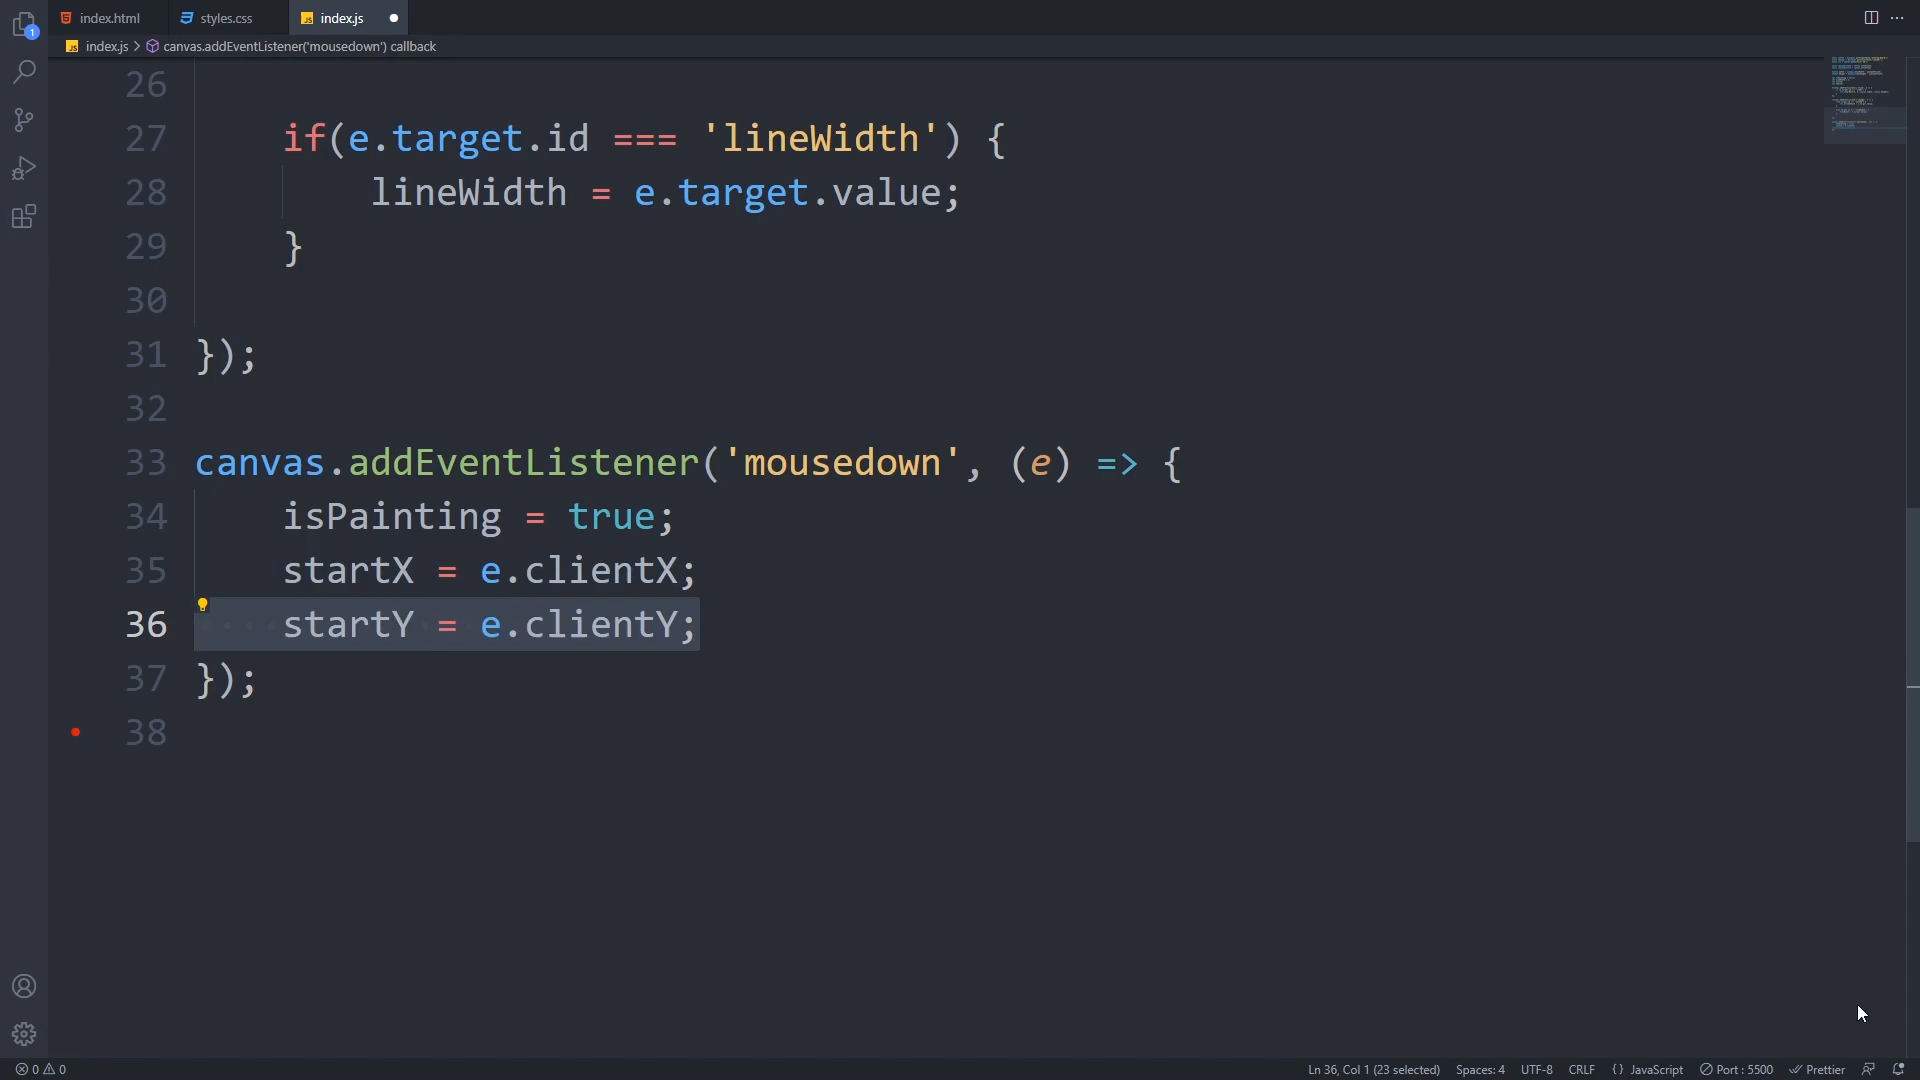 1
index.html
styles.css
JS index.js
JS index.js > canvas.addEventListener('mousedown') callback
26
27 if(e.target.id === 'lineWidth') {
28 lineWidth = e.target.value;
29 }
30
31 });
32
33 canvas.addEventListener('mousedown', (e) => {
34 isPainting = true;
35 startX = e.clientX;
36 startY = e.clientY;
37 });
38
0 0 Ln 36, Col 1 (23 selected) Spaces: 4 UTF-8 CRLF {} JavaScript Port : 5500 Prettier